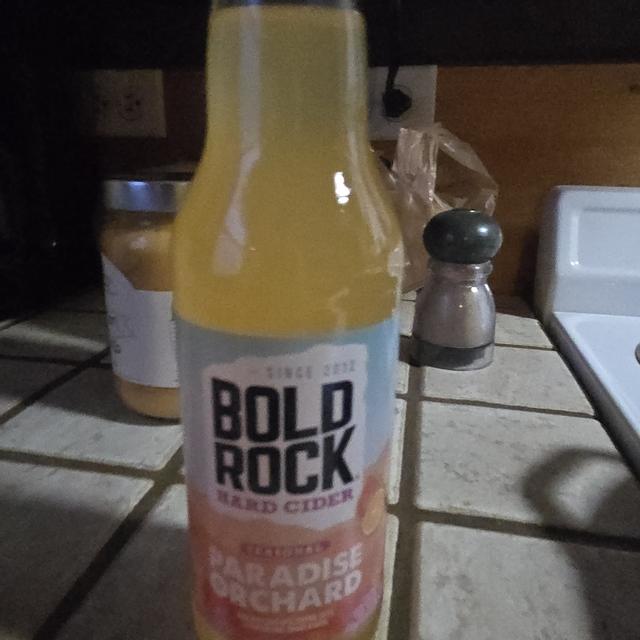 SINCE 2012
BOLD
ROCK
HARD CIDER
SEASONAL
PARADISE
ORCHARD